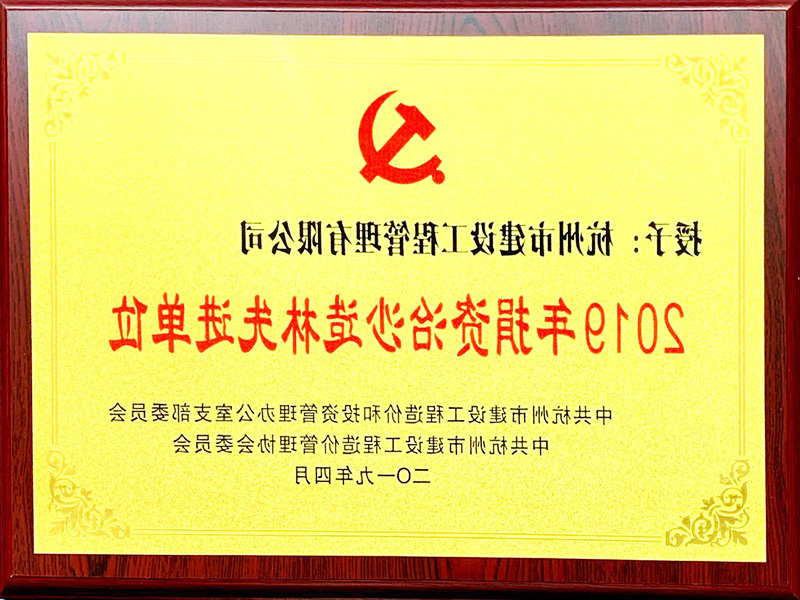 授予：杭州市建设工程管理有限公司
2019年捐资治沙造林先进单位
中共杭州市建设工程造价和投资管理办公室支部委员会
中共杭州市建设工程造价管理协会委员会
二〇一九年四月